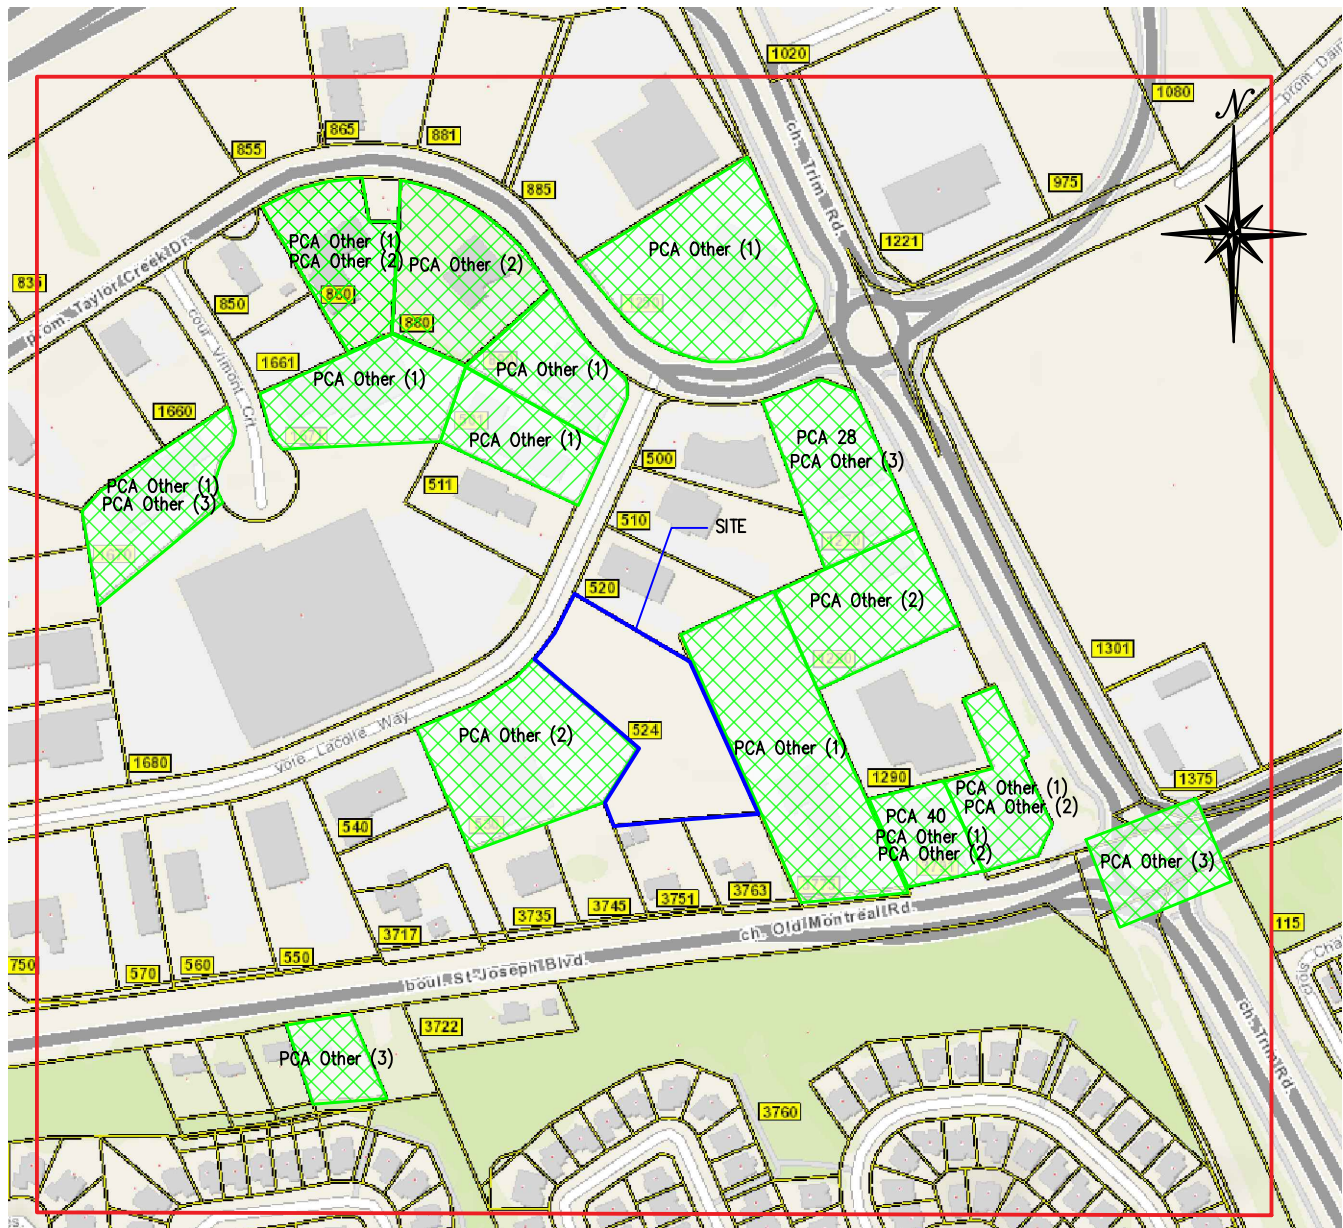 1020
1080
N
prom. Dair
865
881
855
885
ch. Trim Rd.
975
1221
PCA Other (1)
PCA Other (2)
PCA Other (2)
PCA Other (1)
835
prom. Taylor Creek Dr.
850
860
880
cour Vimont Crt.
1661
PCA Other (1)
PCA Other (1)
1660
PCA Other (1)
PCA 28
PCA Other (3)
500
511
PCA Other (1)
PCA Other (3)
510
SITE
1270
520
PCA Other (2)
1301
524
PCA Other (2)
PCA Other (1)
voie Lacolle Way
1680
1290
1375
PCA Other (1)
PCA Other (2)
PCA 40
PCA Other (1)
PCA Other (2)
540
PCA Other (3)
3763
3751
3745
3735
3717
ch. Old Montreal Rd.
115
550
560
570
750
boul. St-Joseph Blvd.
crois. Cha
ch. Trim Rd.
3722
PCA Other (3)
3760